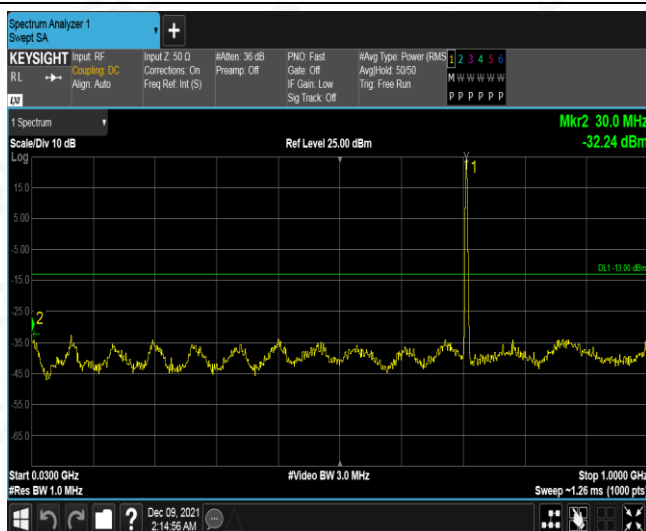 Spectrum Analyzer 1
Swept SA
+
KEYSIGHT
RL
LXI
Input: RF
Coupling: DC
Align: Auto
Input Z: 50 Ω
Corrections: On
Freq Ref: Int (S)
#Atten: 36 dB
Preamp: Off
PNO: Fast
Gate: Off
IF Gain: Low
Sig Track: Off
#Avg Type: Power (RMS
Avg|Hold: 50/50
Trig: Free Run
1 2 3 4 5 6
M W W W W W
P P P P P P
1 Spectrum
Scale/Div 10 dB
Ref Level 25.00 dBm
Mkr2 30.0 MHz
-32.24 dBm
Log
15.0
5.00
-5.00
-15.0
-25.0
-35.0
-45.0
-55.0
-65.0
1
DL1 -13.00 dBm
2
Start 0.0300 GHz
#Res BW 1.0 MHz
#Video BW 3.0 MHz
Stop 1.0000 GHz
Sweep ~1.26 ms (1000 pts)
?
Dec 09, 2021
2:14:56 AM